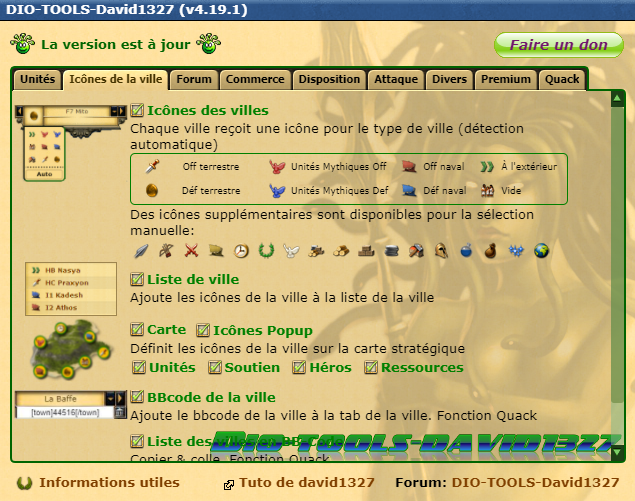 DIO-TOOLS-David1327 (v4.19.1)
La version est à jour
Faire un don
Unités Icônes de la ville Forum Commerce Disposition Attaque Divers Premium Quack
F7 Mito
Auto
Icônes des villes
Chaque ville reçoit une icône pour le type de ville (détection
automatique)
Off terrestre Unités Mythiques Off Off naval À l'extérieur
Déf terrestre Unités Mythiques Def Déf naval Vide
Des icônes supplémentaires sont disponibles pour la sélection
manuelle:
HB Nasya
HC Praxyon
I1 Kadesh
I2 Athos
Liste de ville
Ajoute les icônes de la ville à la liste de la ville
Carte Icônes Popup
Définit les icônes de la ville sur la carte stratégique
Unités Soutien Héros Ressources
La Baffe
[town]44516[/town]
BBcode de la ville
Ajoute le bbcode de la ville à la tab de la ville. Fonction Quack
Liste des villes en BB-Code
Dio-tools-david1327
Copier & colle. Fonction Quack
Informations utiles Tuto de david1327 Forum: DIO-TOOLS-David1327